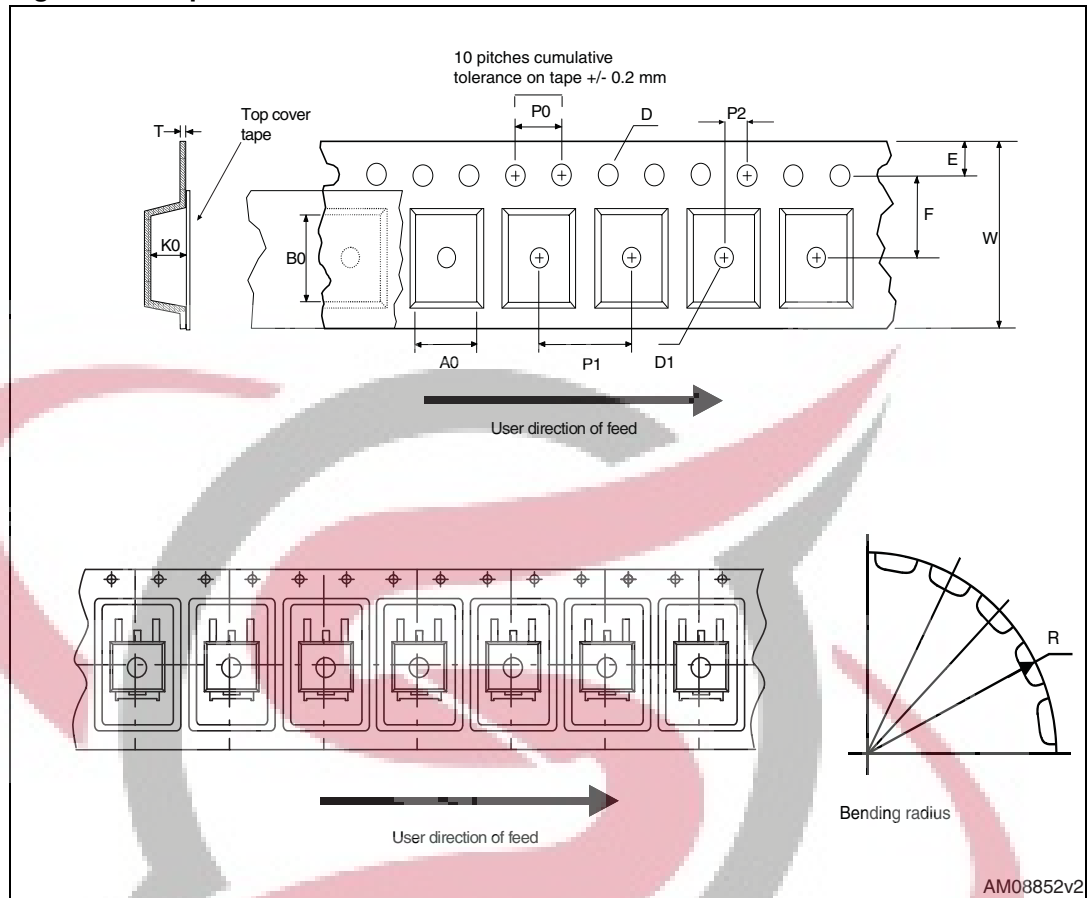 10 pitches cumulative
tolerance on tape +/- 0.2 mm
P0
D
P2
T
Top cover
tape
E
F
W
K0
B0
A0
P1
D1
User direction of feed
R
Bending radius
User direction of feed
AM08852v2